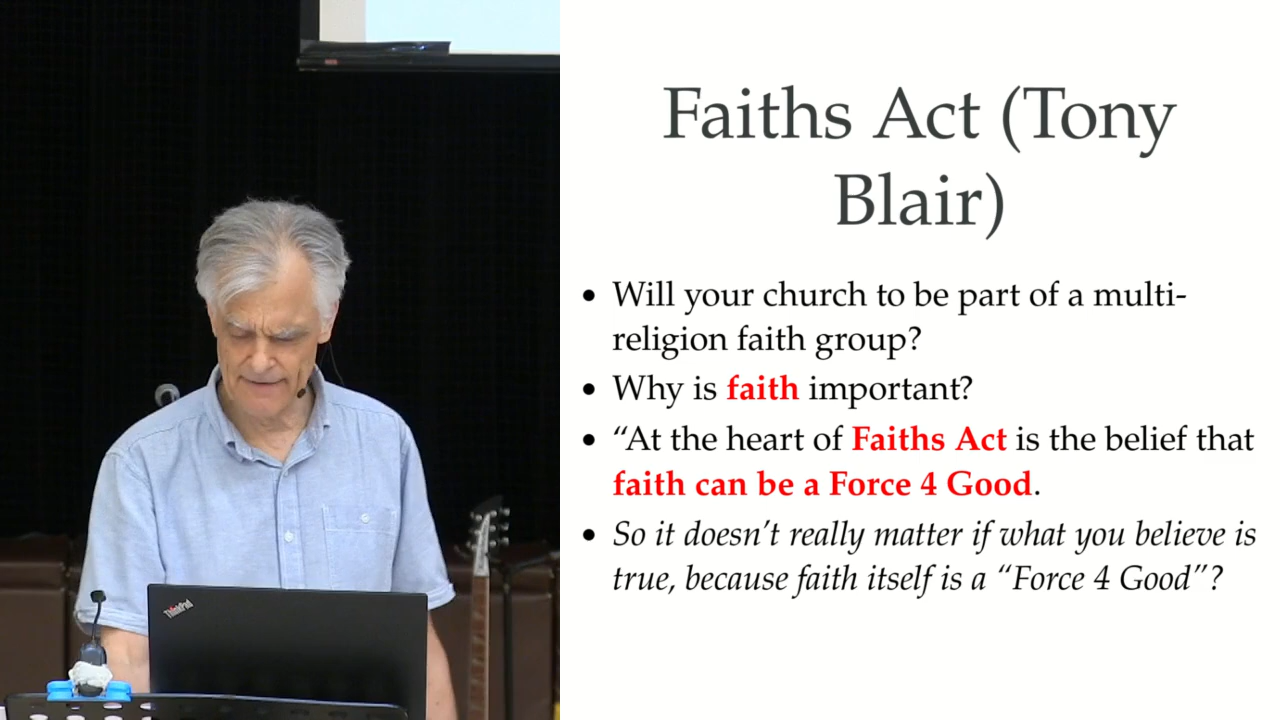 Faiths Act (Tony
Blair)
• Will your church to be part of a multi-
religion faith group?
• Why is faith important?
• “At the heart of Faiths Act is the belief that
faith can be a Force 4 Good.
• So it doesn’t really matter if what you believe is
true, because faith itself is a “Force 4 Good”?
ThinkPad